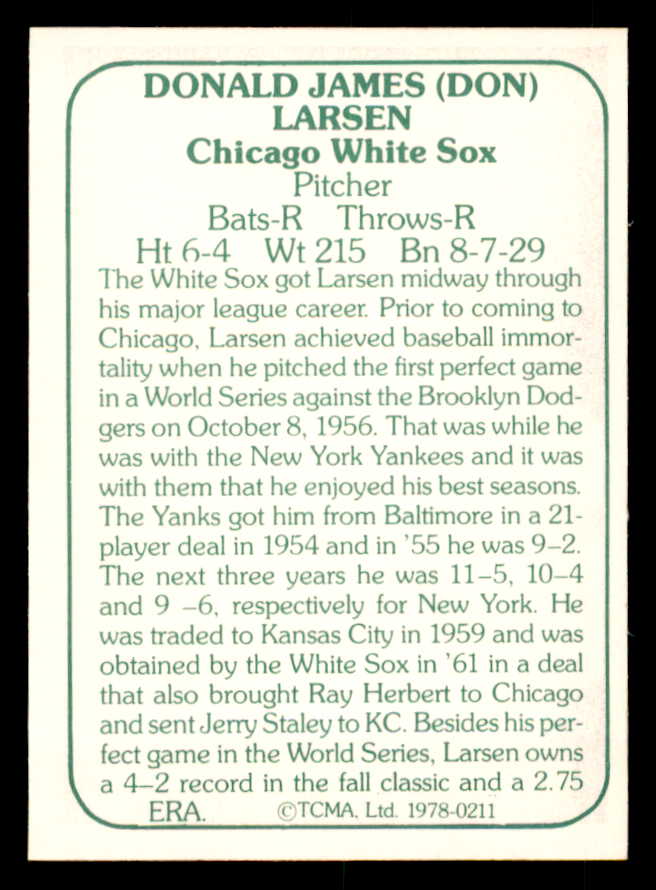 DONALD JAMES (DON)
LARSEN
Chicago White Sox
Pitcher
Bats-R Throws-R
Ht 6-4 Wt 215 Bn 8-7-29
The White Sox got Larsen midway through
his major league career. Prior to coming to
Chicago, Larsen achieved baseball immor-
tality when he pitched the first perfect game
in a World Series against the Brooklyn Dod-
gers on October 8, 1956. That was while he
was with the New York Yankees and it was
with them that he enjoyed his best seasons.
The Yanks got him from Baltimore in a 21-
player deal in 1954 and in '55 he was 9–2.
The next three years he was 11–5, 10–4
and 9 –6, respectively for New York. He
was traded to Kansas City in 1959 and was
obtained by the White Sox in '61 in a deal
that also brought Ray Herbert to Chicago
and sent Jerry Staley to KC. Besides his per-
fect game in the World Series, Larsen owns
a 4–2 record in the fall classic and a 2.75
ERA. ©TCMA, Ltd. 1978-0211